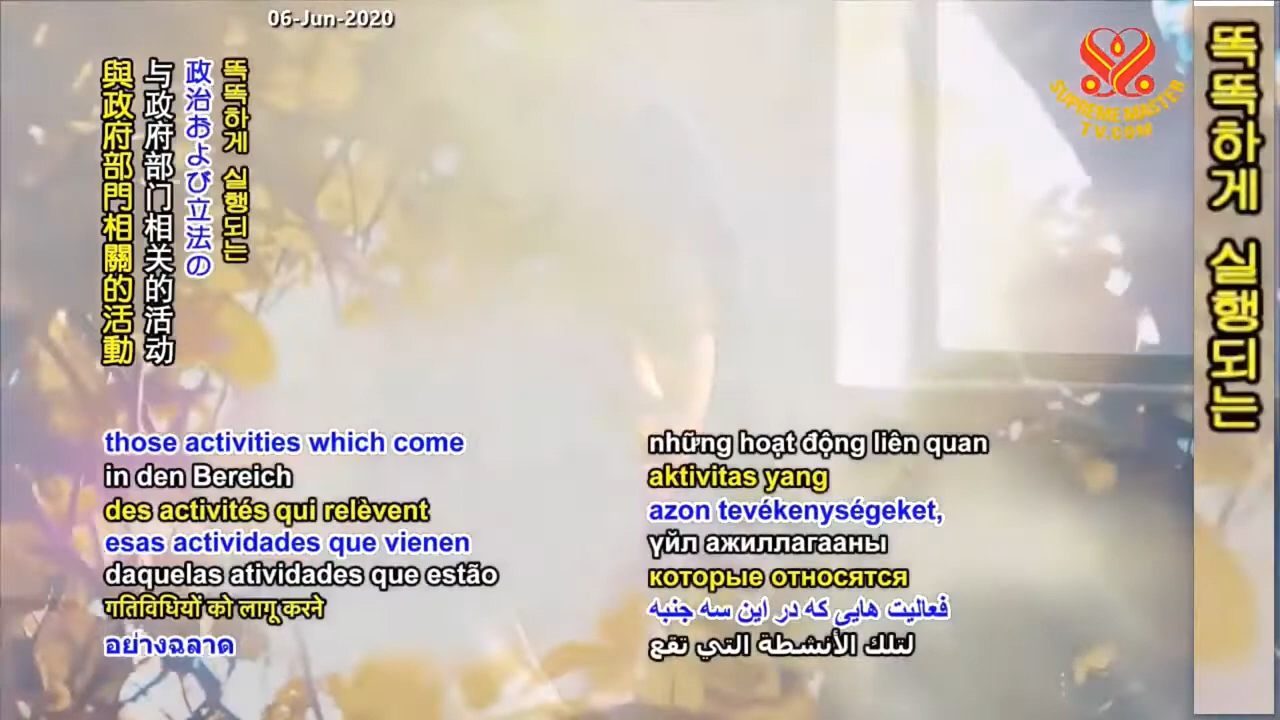 06-Jun-2020
SUPREME MASTER
TV.COM
똑똑하게 실행되는
똑똑하게 실행되는
政治および立法の
与政府部门相关的活动
與政府部門相關的活動
those activities which come
in den Bereich
des activités qui relèvent
esas actividades que vienen
daquelas atividades que estão
गतिविधियों को लागू करने
อย่างฉลาด
những hoạt động liên quan
aktivitas yang
azon tevékenységeket,
үйл ажиллагааны
которые относятся
فعالیت هایی که در این سه جنبه
لتلك الأنشطة التي تقع